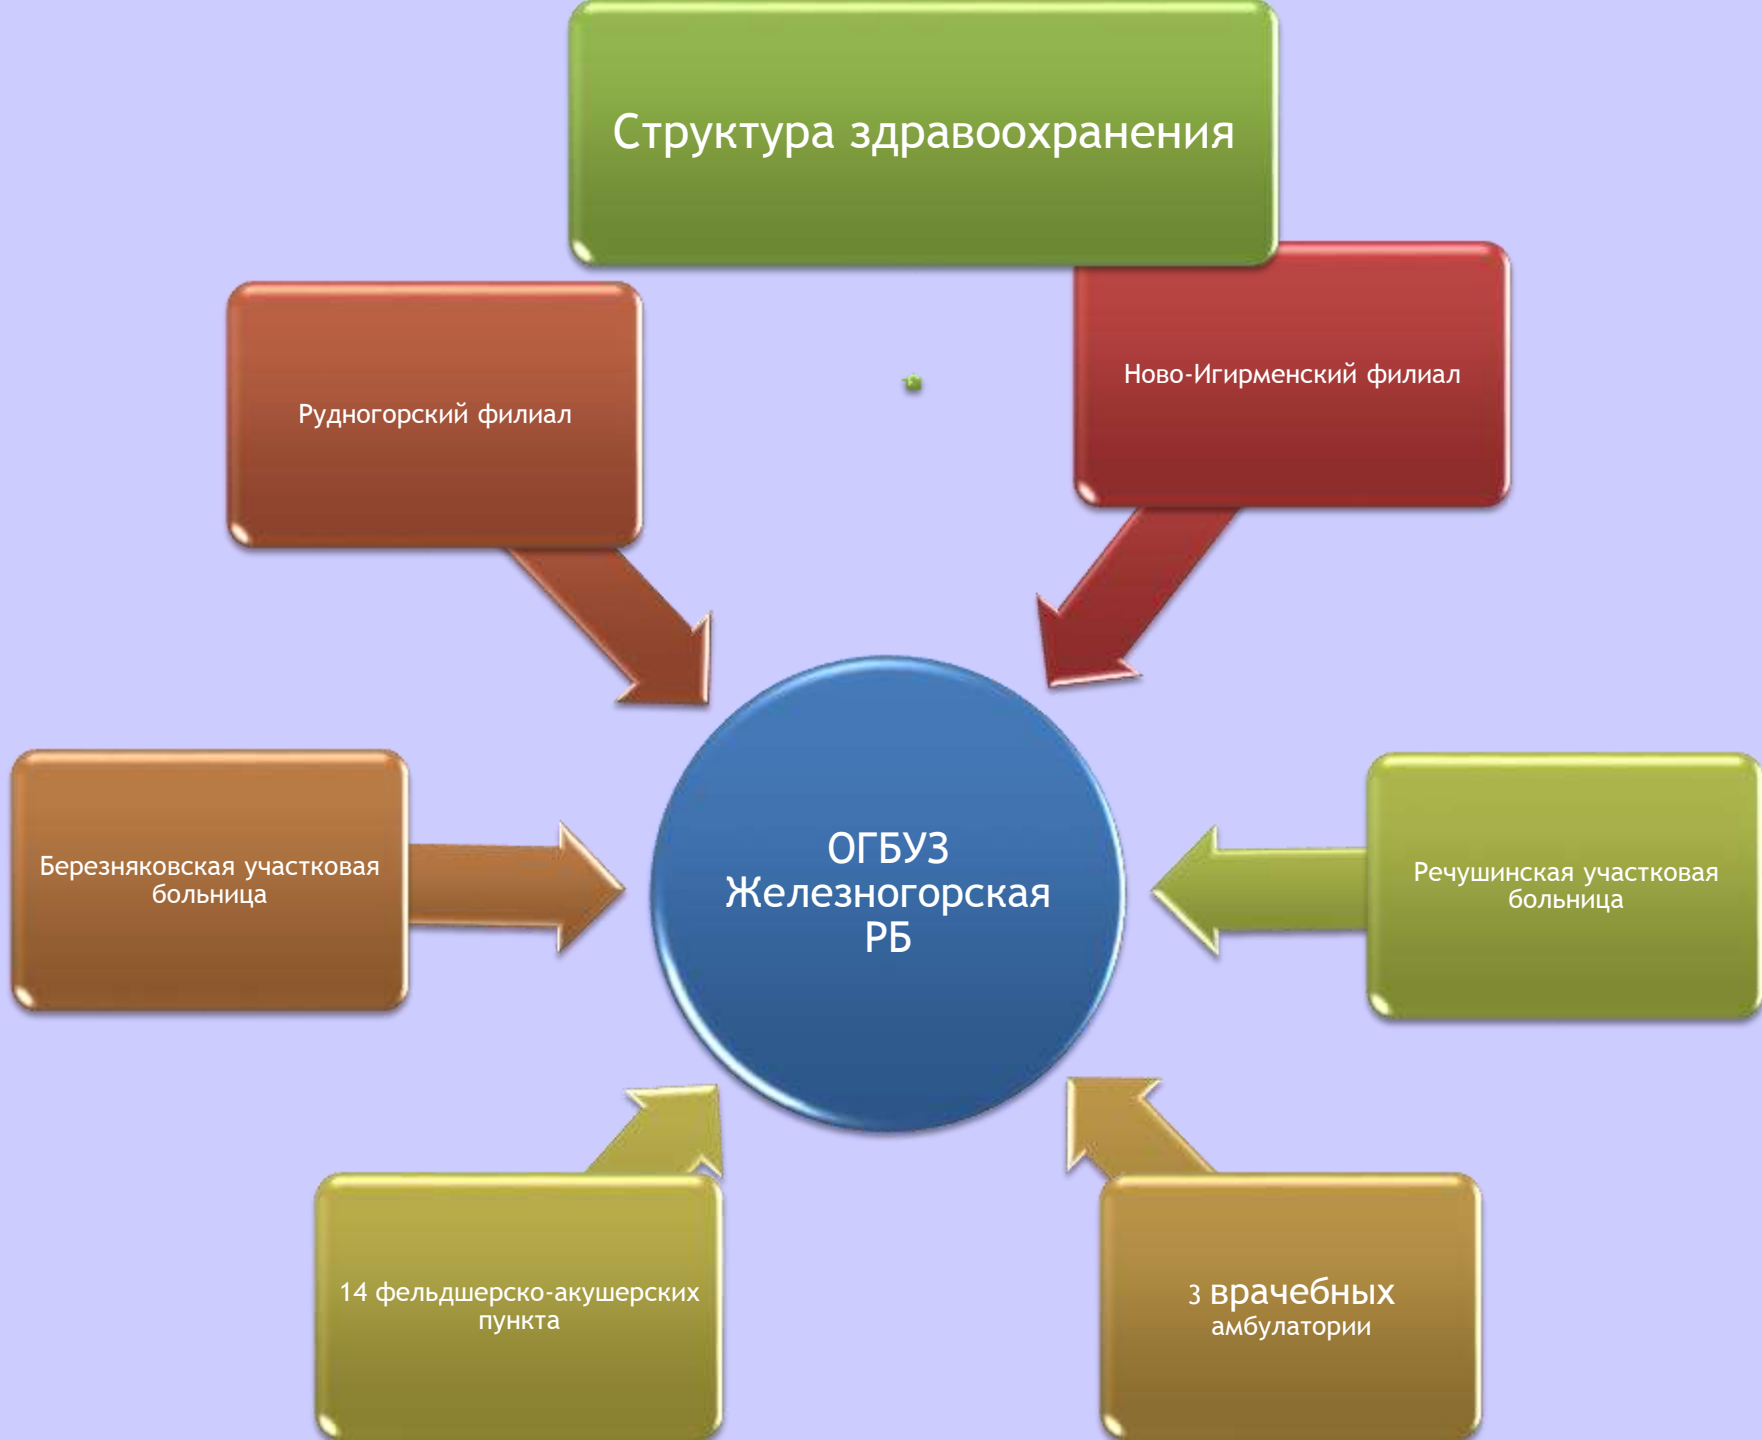 Структура здравоохранения
Рудногорский филиал
Ново-Игирменский филиал
Березняковская участковая
больница
ОГБУЗ
Железногорская
РБ
Речушинская участковая
больница
14 фельдшерско-акушерских
пункта
3 врачебных
амбулатории